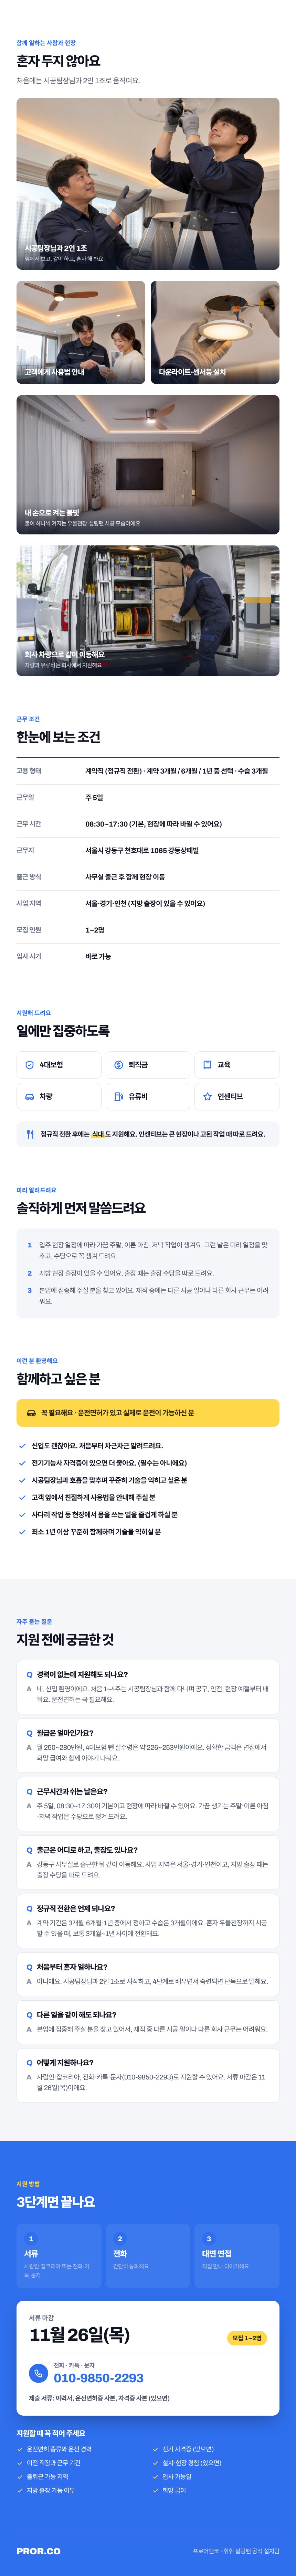 함께 일하는 사람과 현장
혼자 두지 않아요
처음에는 시공팀장님과 2인 1조로 움직여요.
시공팀장님과 2인 1조
옆에서 보고, 같이 하고, 혼자 해 봐요
고객에게 사용법 안내
다운라이트·센서등 설치
내 손으로 켜는 불빛
불이 하나씩 켜지는 우물천장·실링팬 시공 모습이에요
회사 차량으로 같이 이동해요
차량과 유류비는 회사에서 지원해요
근무 조건
한눈에 보는 조건
고용 형태
계약직 (정규직 전환) · 계약 3개월 / 6개월 / 1년 중 선택 · 수습 3개월
근무일
주 5일
근무 시간
08:30~17:30 (기본, 현장에 따라 바뀔 수 있어요)
근무지
서울시 강동구 천호대로 1065 강동상떼빌
출근 방식
사무실 출근 후 함께 현장 이동
사업 지역
서울·경기·인천 (지방 출장이 있을 수 있어요)
모집 인원
1~2명
입사 시기
바로 가능
지원해 드려요
일에만 집중하도록
4대보험
퇴직금
교육
차량
유류비
인센티브
정규직 전환 후에는 식대도 지원해요. 인센티브는 큰 현장이나 고된 작업 때 따로 드려요.
미리 알려드려요
솔직하게 먼저 말씀드려요
1 입주 현장 일정에 따라 가끔 주말, 이른 아침, 저녁 작업이 생겨요. 그런 날은 미리 일정을 맞
추고, 수당으로 꼭 챙겨 드려요.
2 지방 현장 출장이 있을 수 있어요. 출장 때는 출장 수당을 따로 드려요.
3 본업에 집중해 주실 분을 찾고 있어요. 재직 중에는 다른 시공 일이나 다른 회사 근무는 어려
워요.
이런 분 환영해요
함께하고 싶은 분
꼭 필요해요 · 운전면허가 있고 실제로 운전이 가능하신 분
신입도 괜찮아요. 처음부터 차근차근 알려드려요.
전기기능사 자격증이 있으면 더 좋아요. (필수는 아니에요)
시공팀장님과 호흡을 맞추며 꾸준히 기술을 익히고 싶은 분
고객 앞에서 친절하게 사용법을 안내해 주실 분
사다리 작업 등 현장에서 몸을 쓰는 일을 즐겁게 하실 분
최소 1년 이상 꾸준히 함께하며 기술을 익히실 분
자주 묻는 질문
지원 전에 궁금한 것
Q 경력이 없는데 지원해도 되나요?
A 네, 신입 환영이에요. 처음 1~4주는 시공팀장님과 함께 다니며 공구, 안전, 현장 예절부터 배
워요. 운전면허는 꼭 필요해요.
Q 월급은 얼마인가요?
A 월 250~280만원, 4대보험 뺀 실수령은 약 226~253만원이에요. 정확한 금액은 면접에서
희망 급여와 함께 이야기 나눠요.
Q 근무시간과 쉬는 날은요?
A 주 5일, 08:30~17:30이 기본이고 현장에 따라 바뀔 수 있어요. 가끔 생기는 주말·이른 아침
·저녁 작업은 수당으로 챙겨 드려요.
Q 출근은 어디로 하고, 출장도 있나요?
A 강동구 사무실로 출근한 뒤 같이 이동해요. 사업 지역은 서울·경기·인천이고, 지방 출장 때는
출장 수당을 따로 드려요.
Q 정규직 전환은 언제 되나요?
A 계약 기간은 3개월·6개월·1년 중에서 정하고 수습은 3개월이에요. 혼자 우물천장까지 시공
할 수 있을 때, 보통 3개월~1년 사이에 전환돼요.
Q 처음부터 혼자 일하나요?
A 아니에요. 시공팀장님과 2인 1조로 시작하고, 4단계로 배우면서 숙련되면 단독으로 일해요.
Q 다른 일을 같이 해도 되나요?
A 본업에 집중해 주실 분을 찾고 있어서, 재직 중 다른 시공 일이나 다른 회사 근무는 어려워요.
Q 어떻게 지원하나요?
A 사람인·잡코리아, 전화·카톡·문자(010-9850-2293)로 지원할 수 있어요. 서류 마감은 11
월 26일(목)이에요.
지원 방법
3단계면 끝나요
1
서류
사람인·잡코리아 또는 전화·카
톡·문자
2
전화
간단히 통화해요
3
대면 면접
직접 만나 이야기해요
서류 마감
11월 26일(목)
모집 1~2명
전화 · 카톡 · 문자
010-9850-2293
제출 서류: 이력서, 운전면허증 사본, 자격증 사본 (있으면)
지원할 때 꼭 적어 주세요
운전면허 종류와 운전 경력
전기 자격증 (있으면)
이전 직장과 근무 기간
설치·현장 경험 (있으면)
출퇴근 가능 지역
입사 가능일
지방 출장 가능 여부
희망 급여
PROR.CO
프로어앤코 · 휘휘 실링팬 공식 설치팀